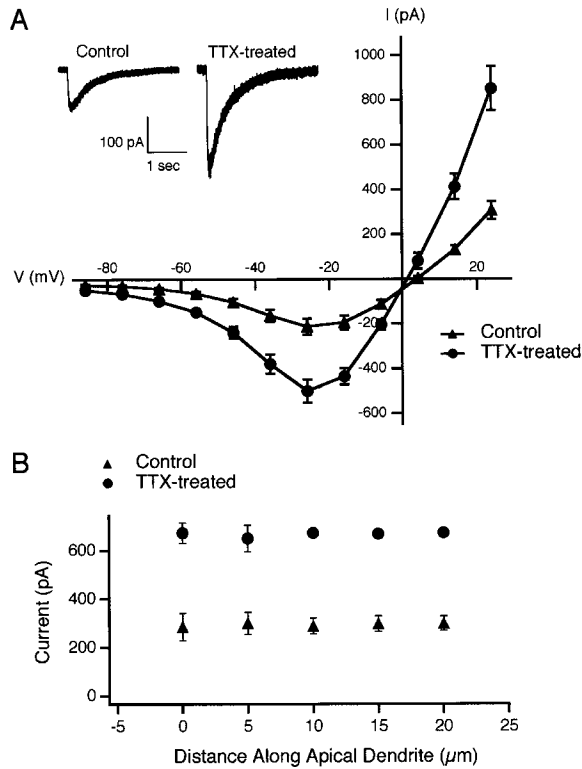 A
I (pA)
Control
TTX-treated
100 pA
1 sec
1000
800
600
400
200
V (mV)
-80
-60
-40
-20
20
-200
-400
-600
Control
TTX-treated
B
Control
TTX-treated
Current (pA)
600
400
200
0
-5
0
5
10
15
20
25
Distance Along Apical Dendrite (µm)